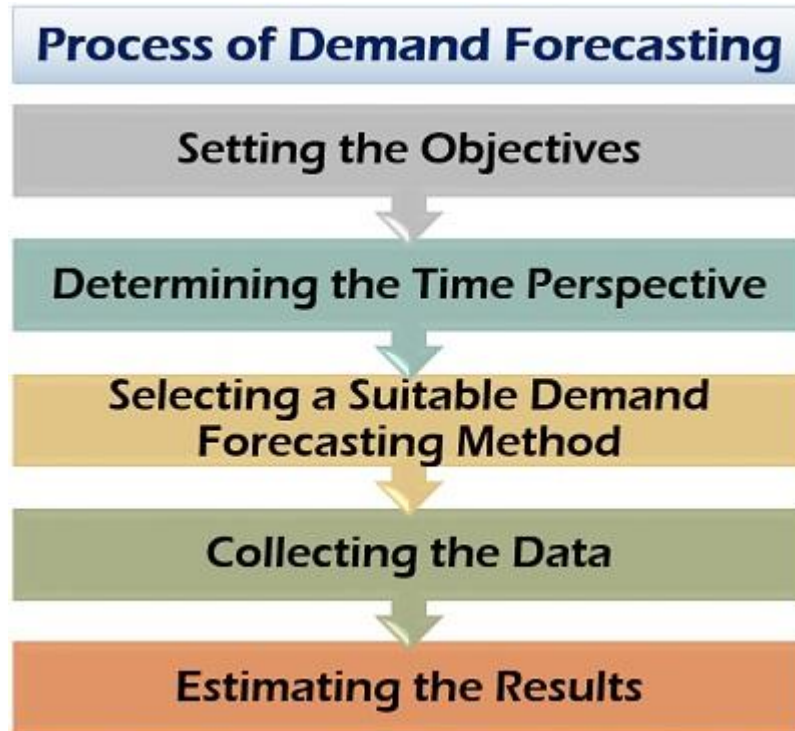 Process of Demand Forecasting
Setting the Objectives
Determining the Time Perspective
Selecting a Suitable Demand
Forecasting Method
Collecting the Data
Estimating the Results